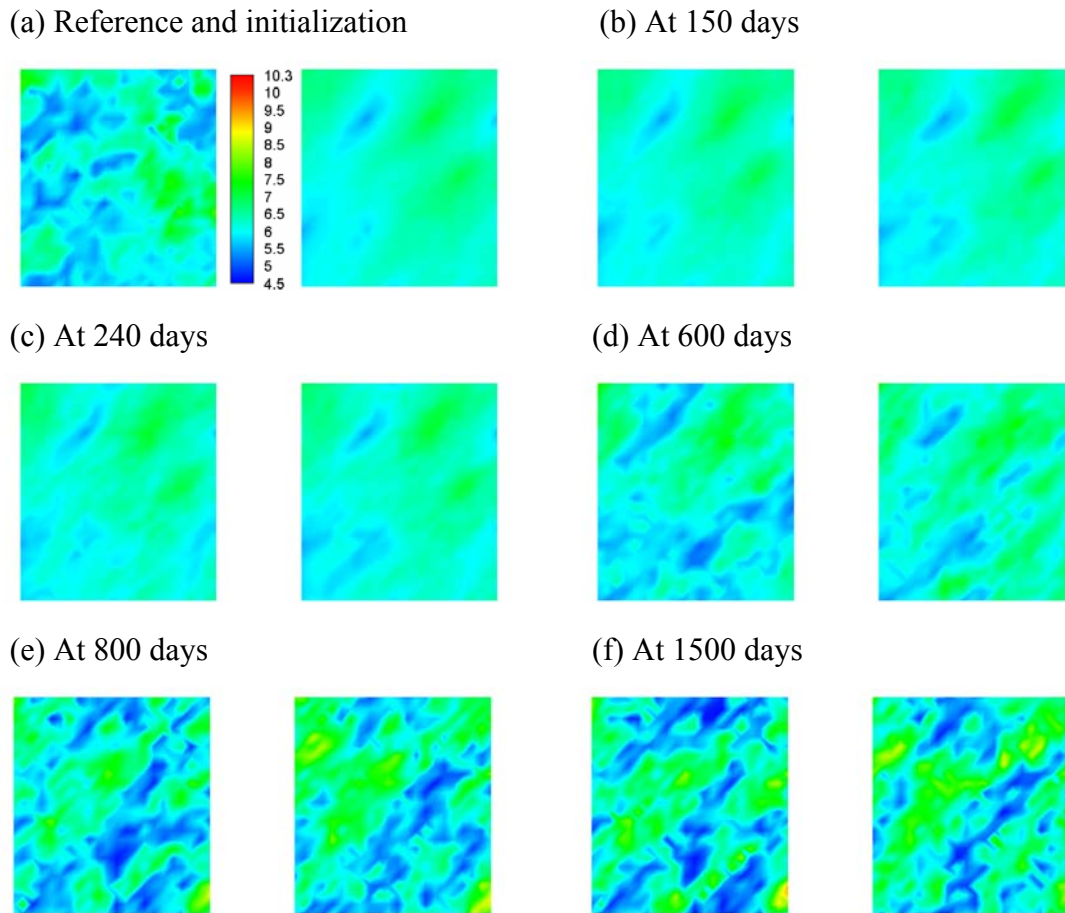 (a) Reference and initialization
(b) At 150 days
10.3
10
9.5
9
8.5
8
7.5
7
6.5
6
5.5
5
4.5
(c) At 240 days
(d) At 600 days
(e) At 800 days
(f) At 1500 days